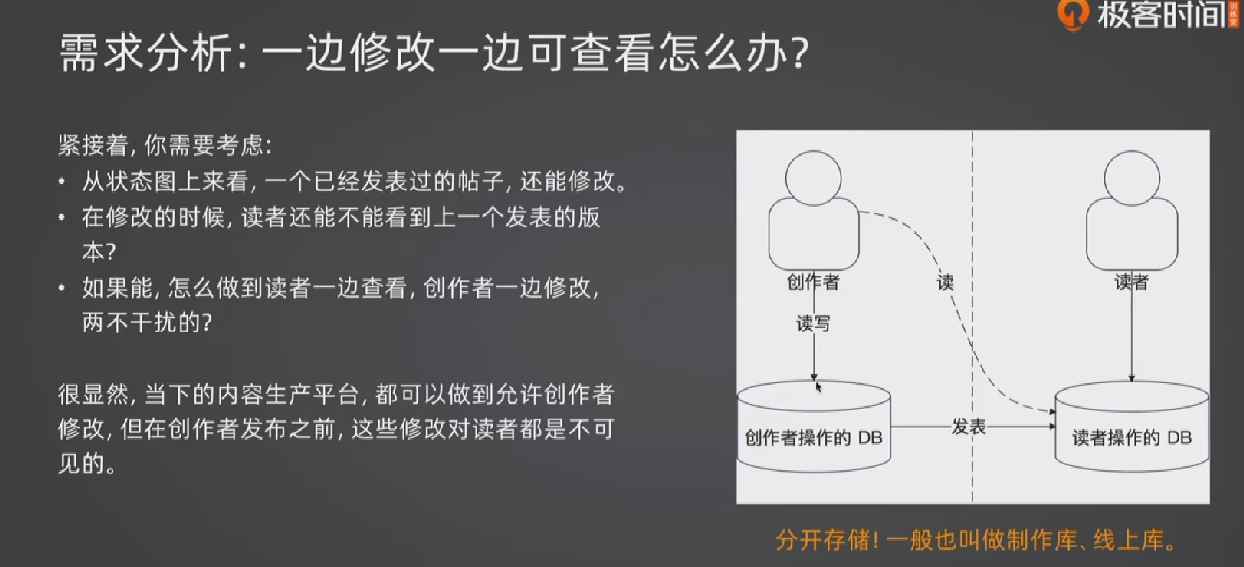 极客时间训练营
需求分析: 一边修改一边可查看怎么办?
紧接着, 你需要考虑:
• 从状态图上来看, 一个已经发表过的帖子, 还能修改。
• 在修改的时候, 读者还能不能看到上一个发表的版
本?
• 如果能, 怎么做到读者一边查看, 创作者一边修改,
两不干扰的?
很显然, 当下的内容生产平台, 都可以做到允许创作者
修改, 但在创作者发布之前, 这些修改对读者都是不可
见的。
创作者
读
读者
读写
发表
创作者操作的 DB
读者操作的 DB
分开存储! 一般也叫做制作库、线上库。